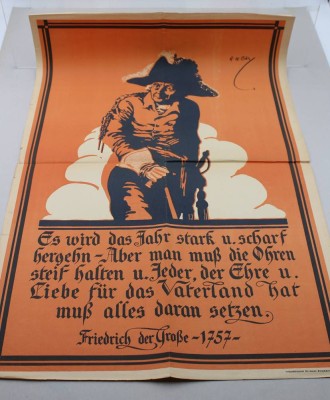 Es wird das Jahr stark u. scharf
hergehn - Aber man muß die Ohren
steif halten u. Jeder, der Ehre u.
Liebe für das Vaterland hat
muß alles daran setzen.
Friedrich der Große - 1757 -